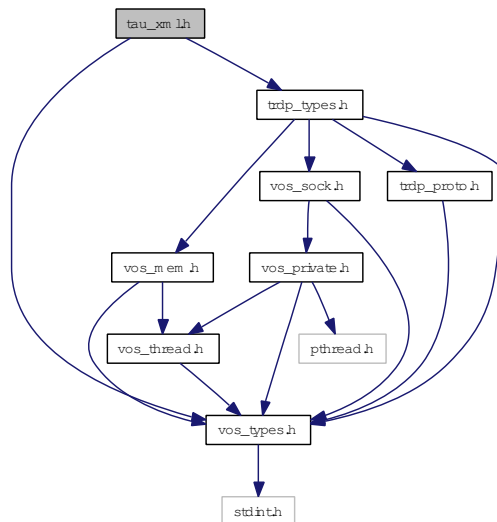 tau_xml.h
trdp_types.h
vos_sock.h
trdp_proto.h
vos_mem.h
vos_private.h
vos_thread.h
pthread.h
vos_types.h
stdint.h